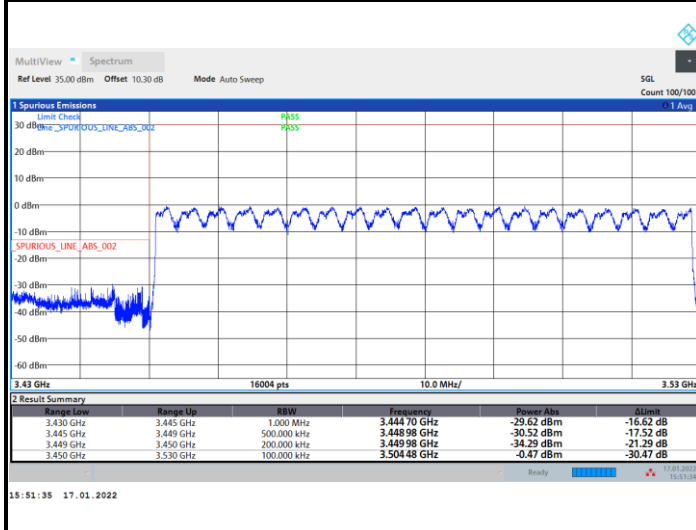 MultiView Spectrum
Ref Level 35.00 dBm Offset 10.30 dB Mode Auto Sweep SGL
Count 100/100
1 Spurious Emissions 1 Avg
Limit Check PASS
30 dBm Line _SPURIOUS_LINE_ABS_002 PASS
20 dBm
10 dBm
0 dBm
-10 dBm
_SPURIOUS_LINE_ABS_002
-20 dBm
-30 dBm
-40 dBm
-50 dBm
-60 dBm
3.43 GHz 16004 pts 10.0 MHz/ 3.53 GHz
2 Result Summary
Range Low Range Up RBW Frequency Power Abs ΔLimit
3.430 GHz 3.445 GHz 1.000 MHz 3.444 70 GHz -29.62 dBm -16.62 dB
3.445 GHz 3.449 GHz 500.000 kHz 3.448 98 GHz -30.52 dBm -17.52 dB
3.449 GHz 3.450 GHz 200.000 kHz 3.449 98 GHz -34.29 dBm -21.29 dB
3.450 GHz 3.530 GHz 100.000 kHz 3.504 48 GHz -0.47 dBm -30.47 dB
Ready 17.01.2022
15:51:34
15:51:35 17.01.2022